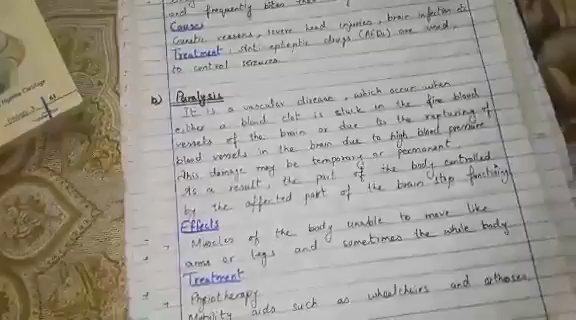 and frequently bites
Causes
Genetic reasons, severe head injuries, brain infection etc
Treatment: anti epileptic drugs (AEDs) are used
to control seizures
b) Paralysis
It is a vascular disease, which occur when
either a blood clot is stuck in the fine blood
vessels of the brain or due to the rupturing of
blood vessels in the brain due to high blood pressure
This damage may be temporary or permanent
As a result, the part of the body controlled
by the affected part of the brain stop functioning
Effects
Muscles of the body unable to move like
arms or legs and sometimes the whole body
Treatment
Physiotherapy
Mobility aids such as wheelchairs and orthoses
Cartilage